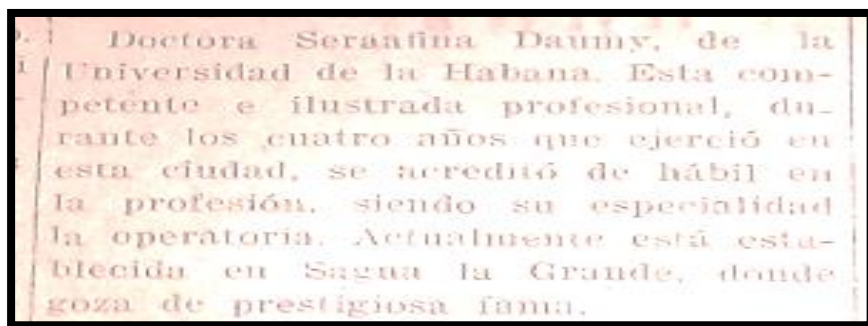 Doctora Seraafina Daumy, de la
Universidad de la Habana. Esta com-
petente e ilustrada profesional, du-
rante los cuatro años que ejerció en
esta ciudad, se acreditó de hábil en
la profesión, siendo su especialidad
la operatoria. Actualmente está esta-
blecida en Sagua la Grande, donde
goza de prestigiosa fama.